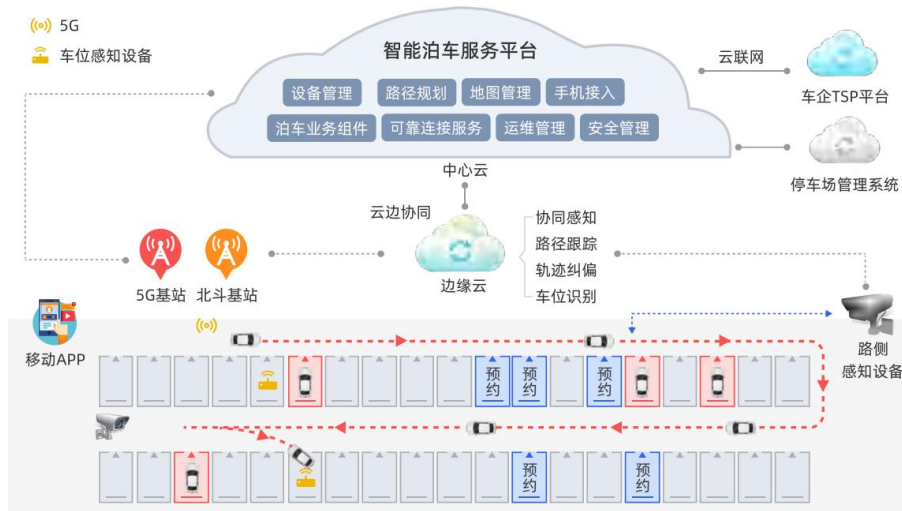 5G
车位感知设备
智能泊车服务平台
设备管理
路径规划
地图管理
手机接入
泊车业务组件
可靠连接服务
运维管理
安全管理
云联网
车企TSP平台
停车场管理系统
中心云
云边协同
边缘云
协同感知
路径跟踪
轨迹纠偏
车位识别
5G基站
北斗基站
移动APP
路侧
感知设备
预约
预约
预约
预约
预约